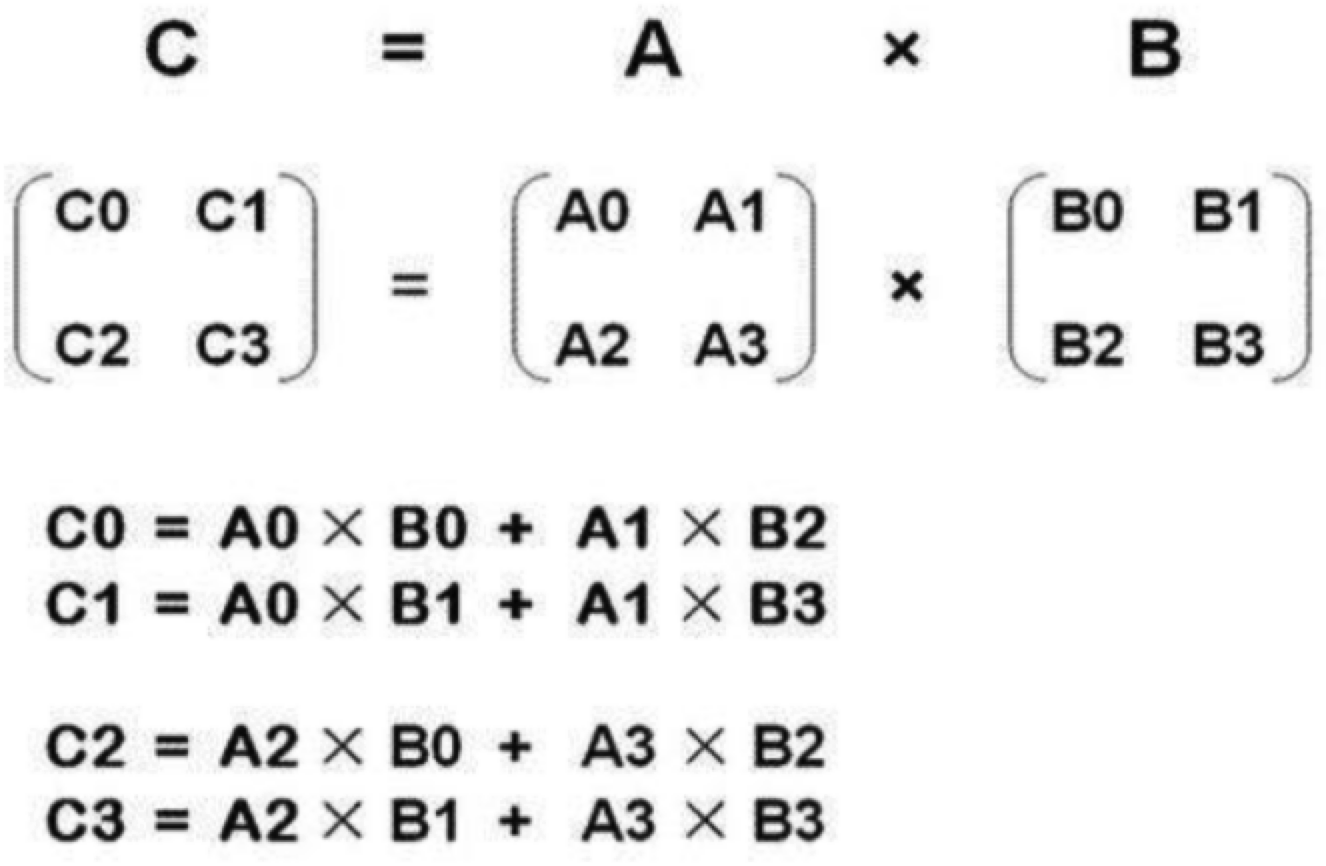 C = A × B
C0 C1 A0 A1 B0 B1
= ×
C2 C3 A2 A3 B2 B3
C0 = A0 × B0 + A1 × B2
C1 = A0 × B1 + A1 × B3
C2 = A2 × B0 + A3 × B2
C3 = A2 × B1 + A3 × B3